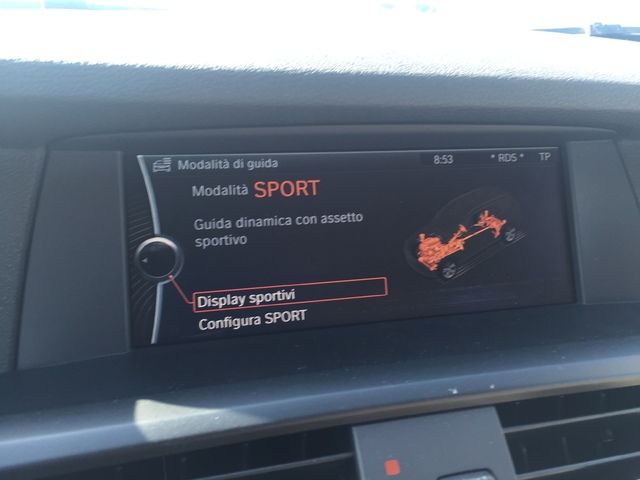 Modalità di guida
8:53
* RDS *
TP
Modalità SPORT
Guida dinamica con assetto
sportivo
Display sportivi
Configura SPORT